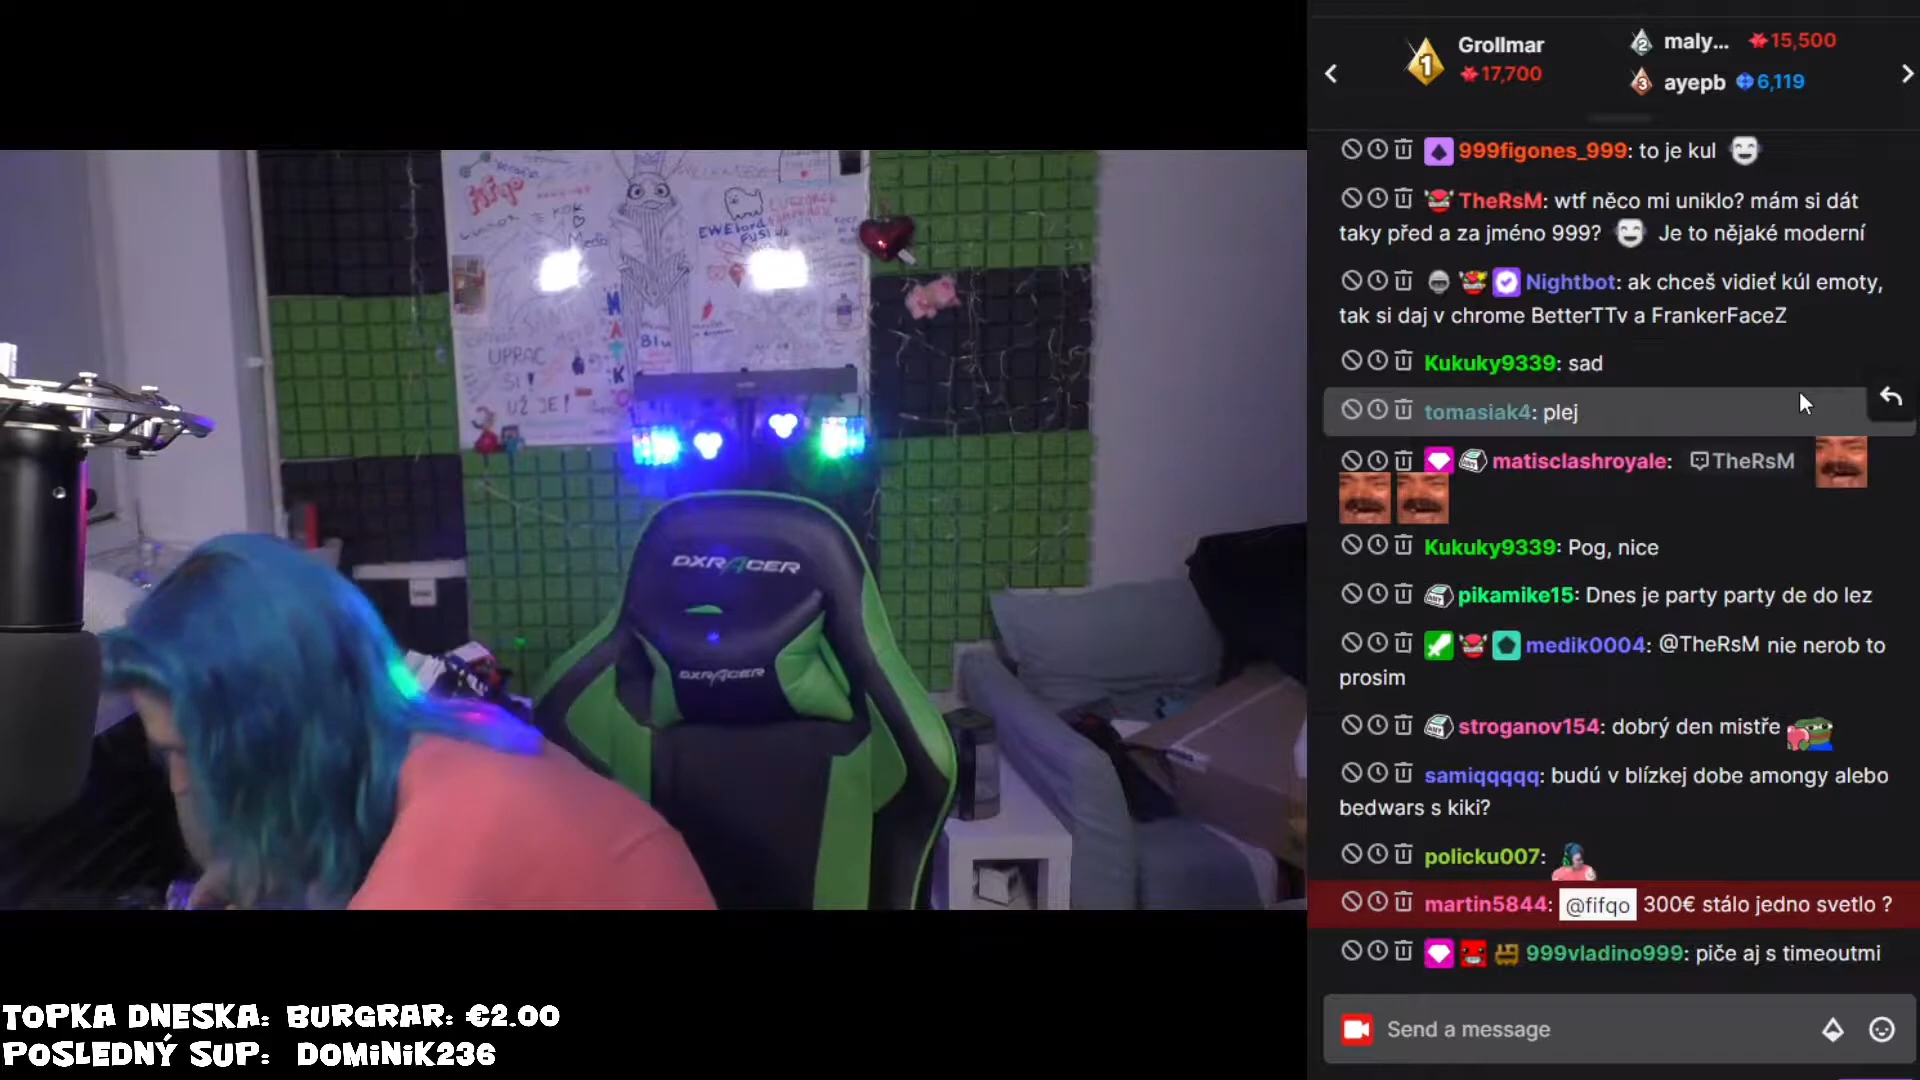 Grollmar
17,700
maly...
15,500
ayepb
6,119
999figones_999: to je kul
TheRsM: wtf něco mi uniklo? mám si dát
taky před a za jméno 999? Je to nějaké moderní
Nightbot: ak chceš vidieť kúl emoty,
tak si daj v chrome BetterTTv a FrankerFaceZ
Kukuky9339: sad
tomasiak4: plej
matisclashroyale: TheRsM
Kukuky9339: Pog, nice
pikamike15: Dnes je party party de do lez
medik0004: @TheRsM nie nerob to
prosim
stroganov154: dobrý den mistře
samiqqqqq: budú v blízkej dobe amongy alebo
bedwars s kiki?
policku007:
martin5844: @fifqo 300€ stálo jedno svetlo ?
999vladino999: piče aj s timeoutmi
Send a message
EWElord
UPRAC
SI!
UŽ JE!
Blu
DXRACER
DXRACER
TOPKA DNESKA: BURGRAR: €2.00
POSLEDNÝ SUP: DOMINIK236